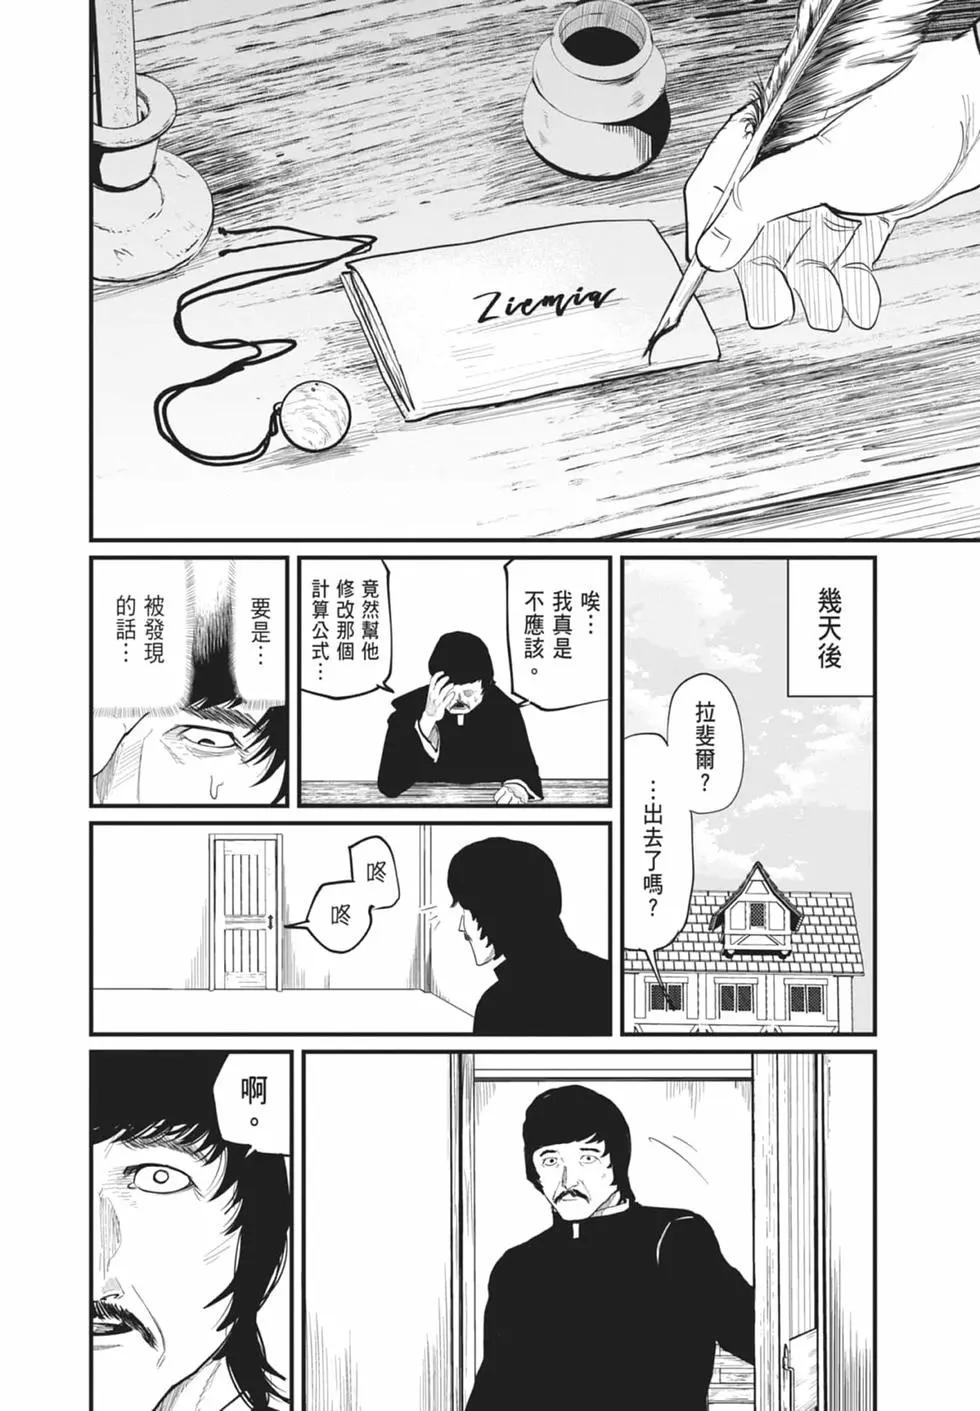 Ziemia
幾天後
拉斐爾？
…出去了嗎？
唉…
我真是
不應該。
竟然幫他
修改那個
計算公式…
要是…
被發現
的話…
咚
咚
啊。